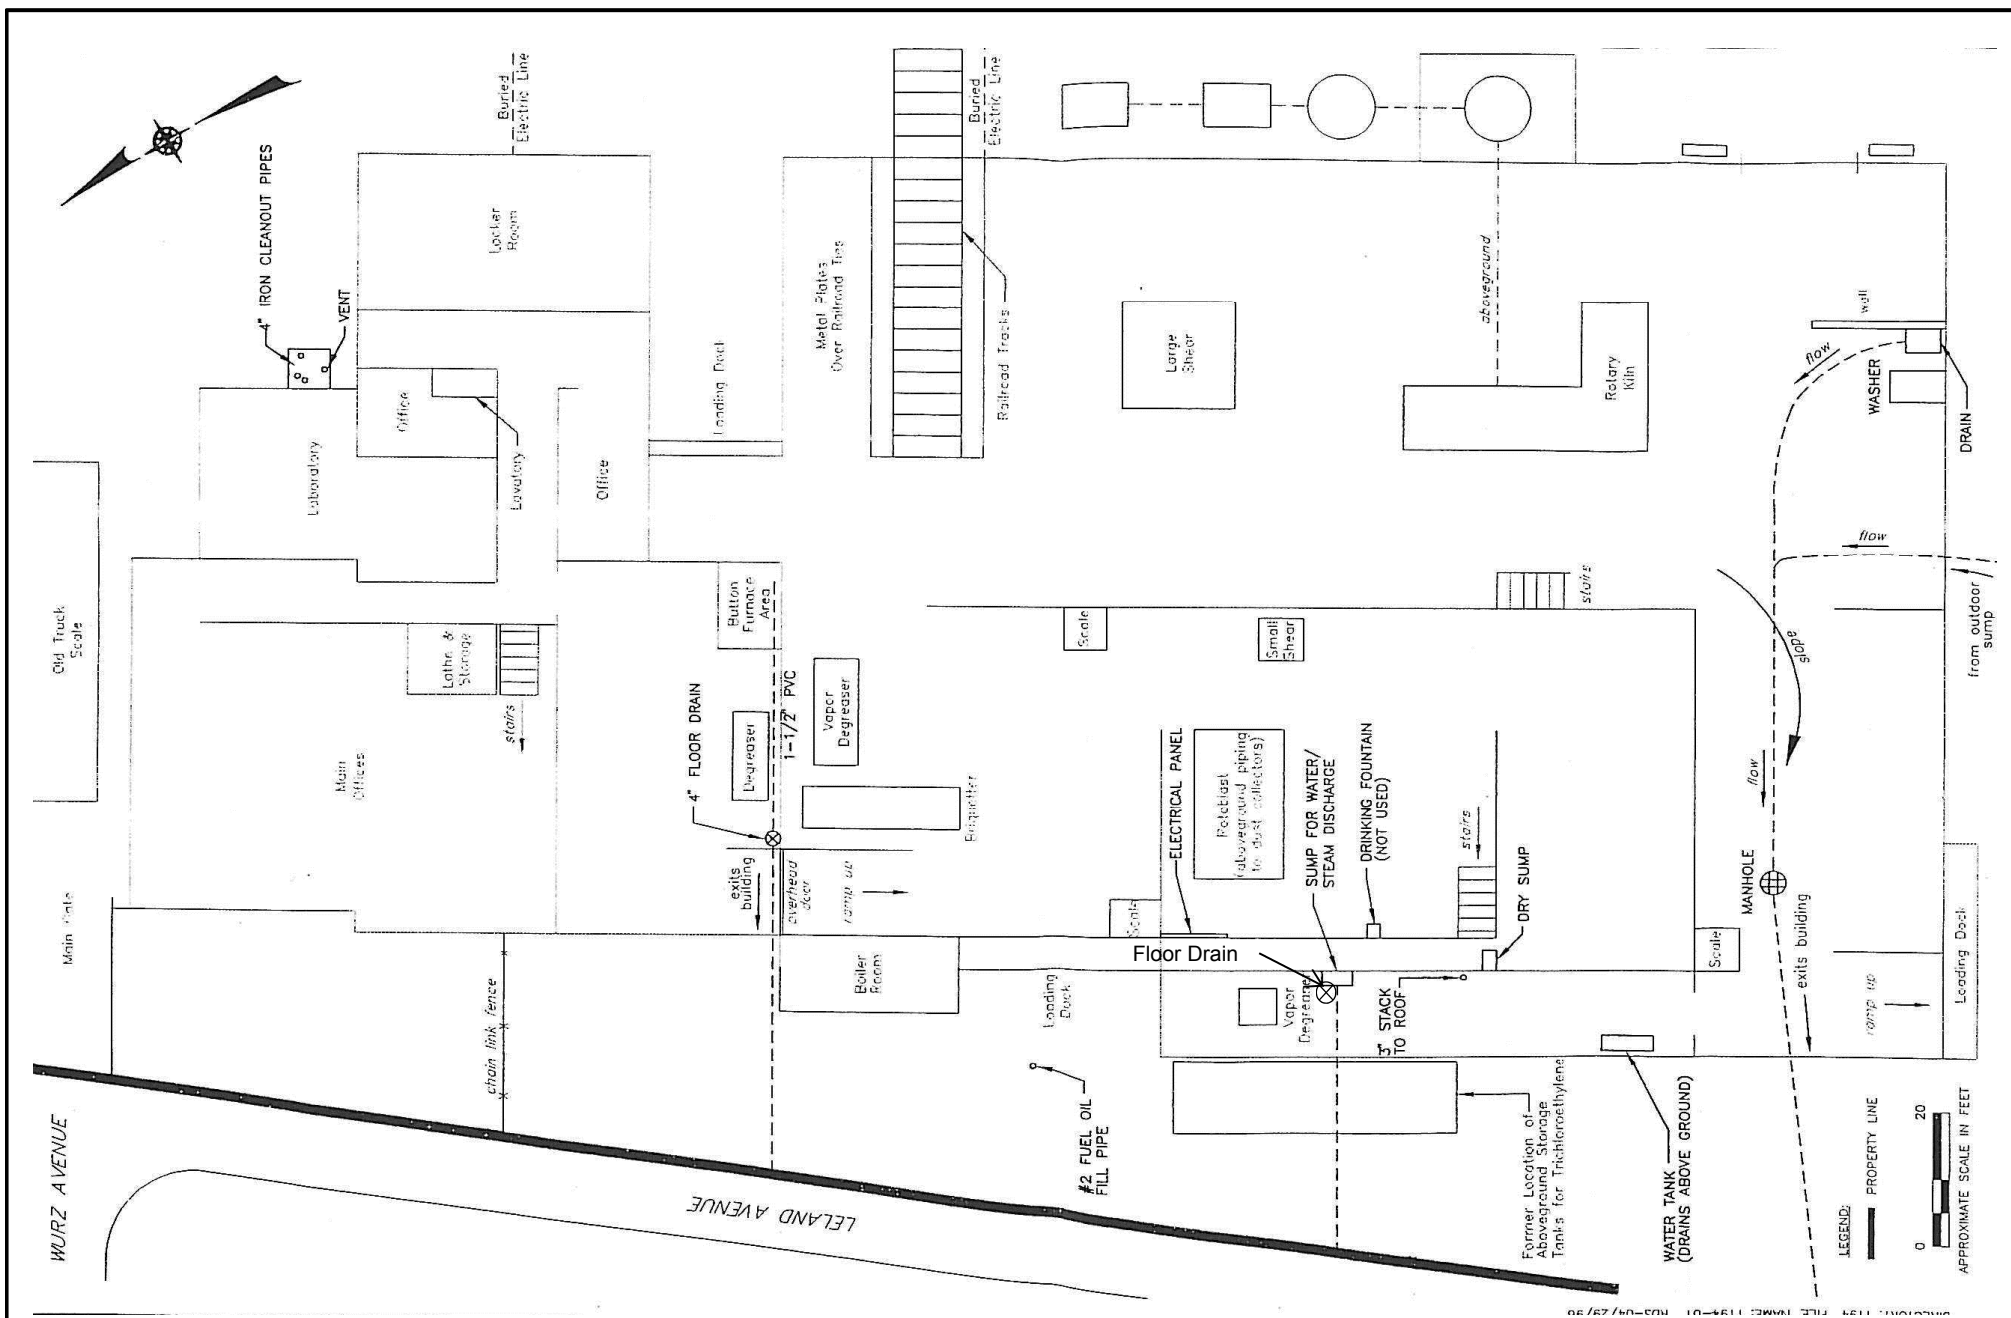 Buried
Electric Line
Buried
Electric Line
4" IRON CLEANOUT PIPES
VENT
Locker
Room
Metal Plates
Over Railroad Ties
Railroad Tracks
Large
Shear
aboveground
Rotary
Kiln
wall
flow
WASHER
DRAIN
Loading Dock
Office
Laboratory
Lavatory
Office
Old Truck
Scale
Lathe &
Storage
stairs
Main
Offices
Button
Furnace
Area
4" FLOOR DRAIN
Degreaser
1-1/2" PVC
Vapor
Degreaser
Briquetter
Scale
Small
Shear
stairs
flow
from outdoor
sump
slope
flow
ELECTRICAL PANEL
Rotoblast
(aboveground piping
to dust collectors)
SUMP FOR WATER/
STEAM DISCHARGE
DRINKING FOUNTAIN
(NOT USED)
stairs
DRY SUMP
MANHOLE
exits building
Scale
Loading Dock
ramp up
Main Gate
exits
building
overhead
door
ramp up
Scale
Floor Drain
Boiler
Room
Loading
Dock
Vapor
Degreaser
3" STACK
TO ROOF
chain link fence
#2 FUEL OIL
FILL PIPE
Former Location of
Aboveground Storage
Tanks for Trichloroethylene
WATER TANK
(DRAINS ABOVE GROUND)
WURZ AVENUE
LELAND AVENUE
LEGEND:
PROPERTY LINE
0 20
APPROXIMATE SCALE IN FEET